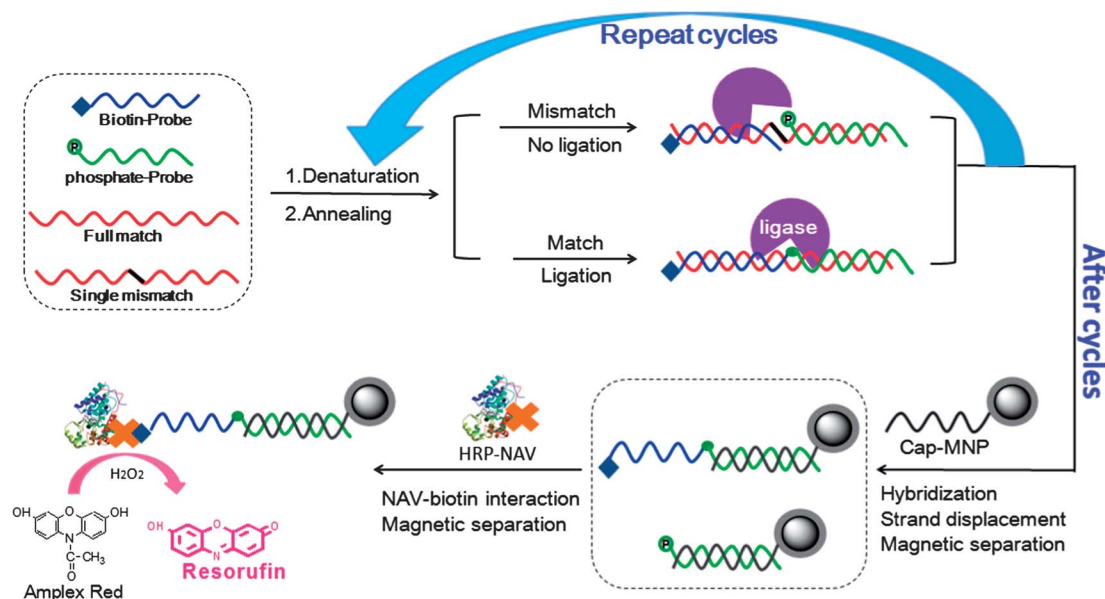 Repeat cycles
Biotin-Probe
P
phosphate-Probe
Full match
Single mismatch
1.Denaturation
2.Annealing
Mismatch
No ligation
P
Match
Ligation
ligase
After cycles
Cap-MNP
Hybridization
Strand displacement
Magnetic separation
P
HRP-NAV
NAV-biotin interaction
Magnetic separation
H₂O₂
OH
O
OH
N
C-CH₃
O
Amplex Red
OH
O
O
N
Resorufin